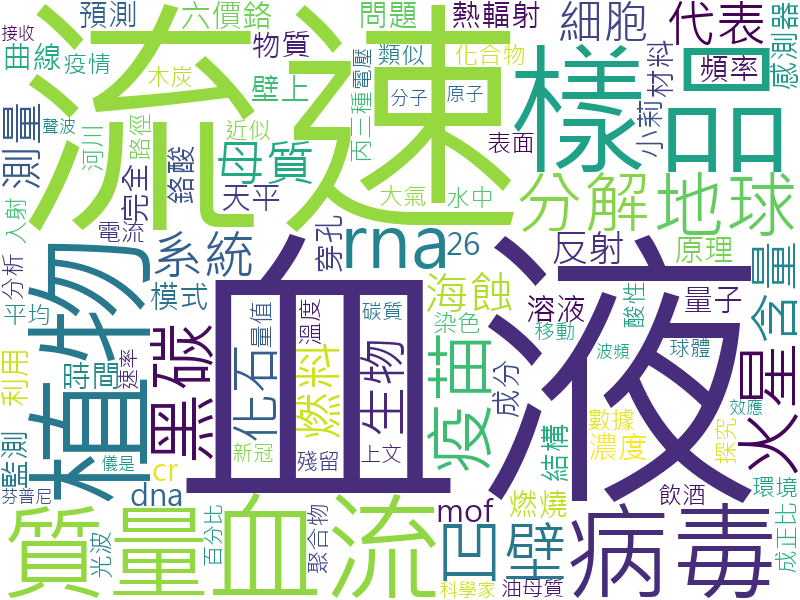 預測
六價鉻
問題
熱輻射
細胞
代表
感測器
接收
曲線
疫情
物質
類似
電壓
化合物
材料
頻率
流速
樣品
木炭
壁上
分子
原子
小莉
聲波
測量
河川
路徑
鉻酸
近似
母質
丙三種
表面
完全
天平
大氣
水中
分解
地球
入射
電流
穿孔
rna
26
反射
原理
含量
系統
植物
血液
分析
模式
海蝕
溶液
量子
酸性
平均
黑碳
化石
量值
溫度
碳質
染色
移動
火星
速率
利用
時間
燃料
生物
疫苗
成分
波頻
球體
監測
新冠
殘留
上文
結構
數據
濃度
探究
效應
儀是
cr
dna
芬普尼
mof
燃燒
飲酒
環境
質量
血流
凹壁
病毒
光波
百分比
聚合物
成正比
科學家
油母質